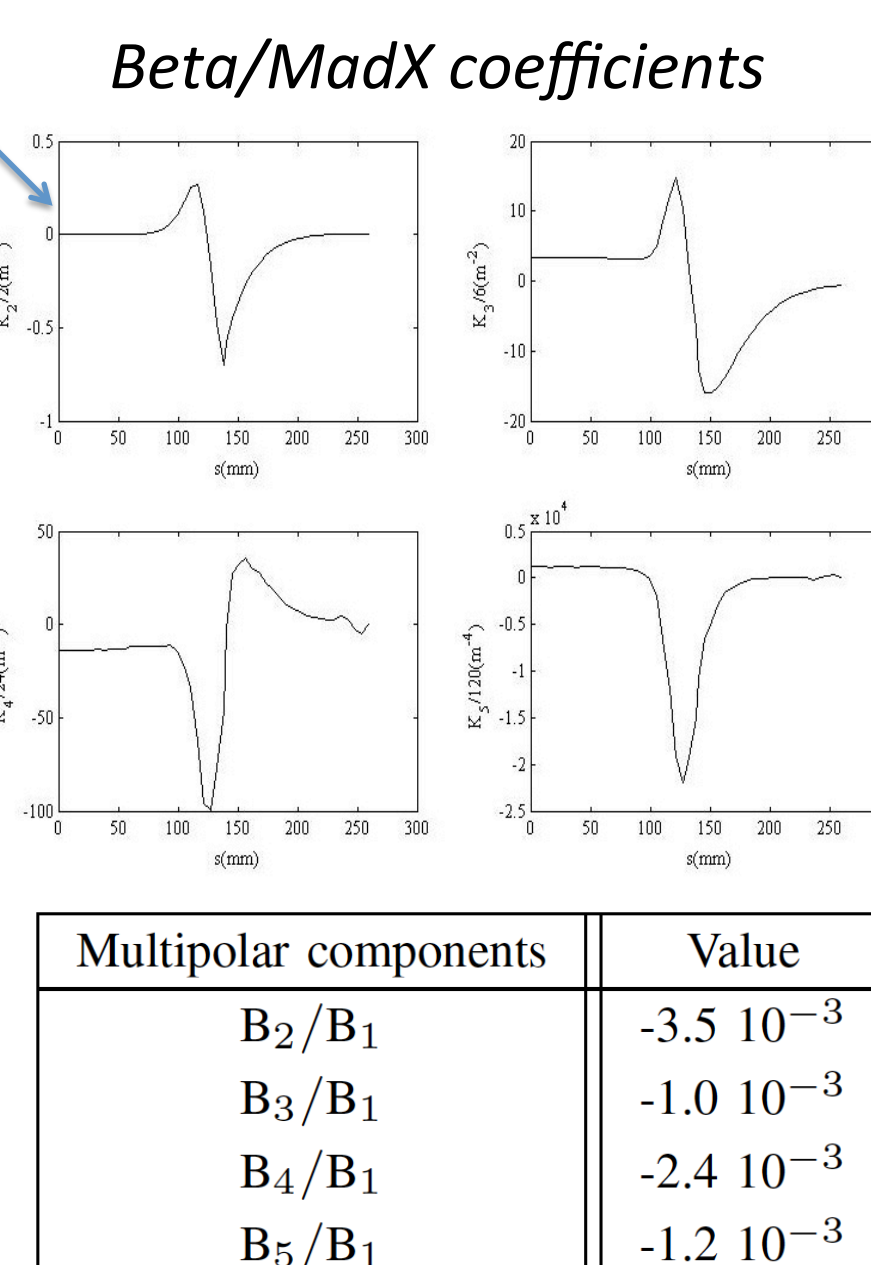 Beta/MadX coefficients
0.5
0
-0.5
-1
0 50 100 150 200 250 300
s(mm)
20
10
0
-10
-20
K₃/6(m⁻²)
0 50 100 150 200 250
s(mm)
50
0
-50
-100
0 50 100 150 200 250 300
s(mm)
x 10⁴
0.5
0
-0.5
-1
-1.5
-2
-2.5
K₅/120(m⁻⁴)
0 50 100 150 200 250
s(mm)
Multipolar components Value
B₂/B₁ -3.5 10⁻³
B₃/B₁ -1.0 10⁻³
B₄/B₁ -2.4 10⁻³
B₅/B₁ -1.2 10⁻³